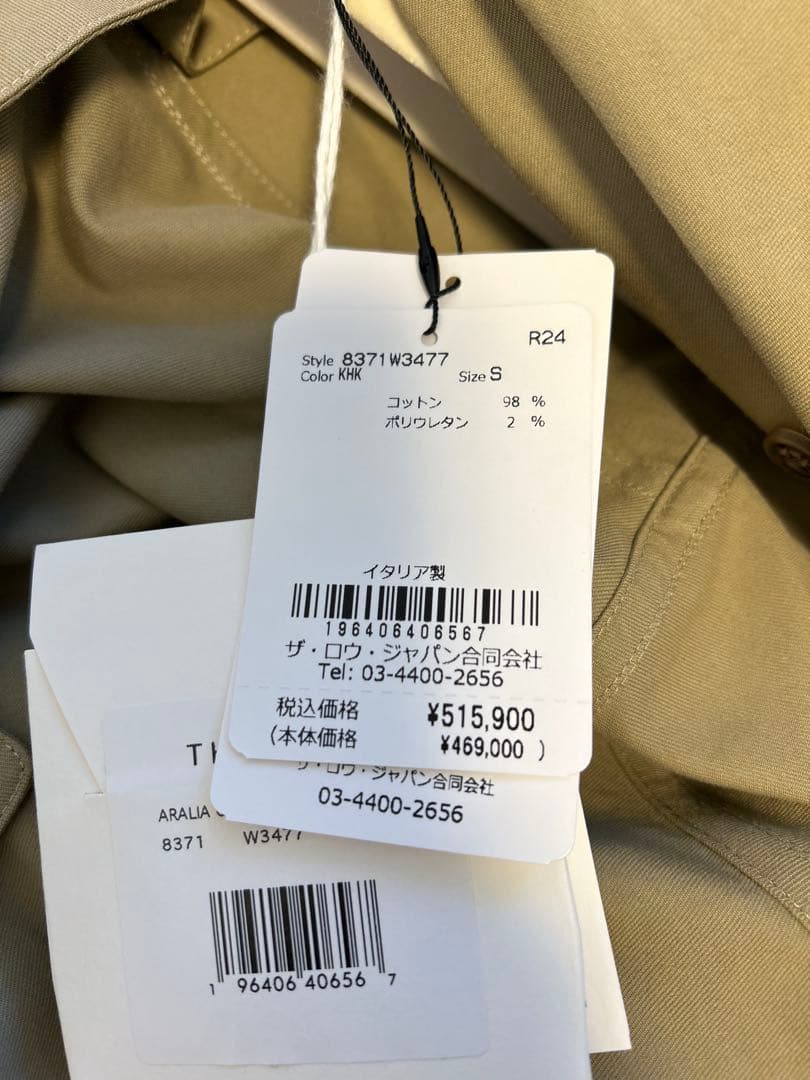 R24
Style 8371W3477
Color KHK Size S
コットン 98 %
ポリウレタン 2 %
イタリア製
196406406567
ザ・ロウ・ジャパン合同会社
Tel: 03-4400-2656
税込価格 ¥515,900
(本体価格 ¥469,000 )
ロウ・ジャパン合同会社
03-4400-2656
ARALIA
8371 W3477
1 96406 40656 7